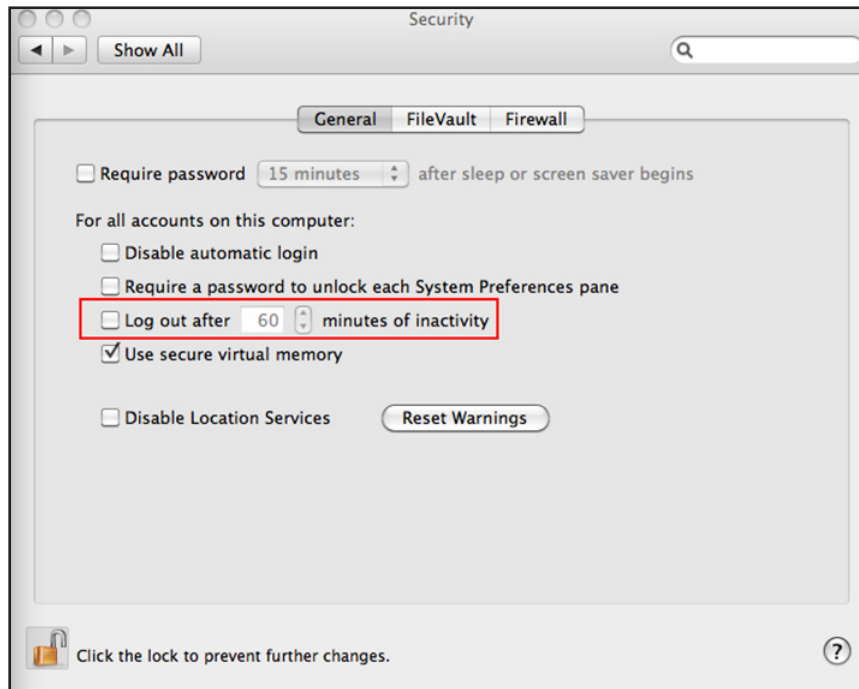 Security
Show All
General FileVault Firewall
Require password 15 minutes after sleep or screen saver begins
For all accounts on this computer:
Disable automatic login
Require a password to unlock each System Preferences pane
Log out after 60 minutes of inactivity
Use secure virtual memory
Disable Location Services Reset Warnings
Click the lock to prevent further changes. ?